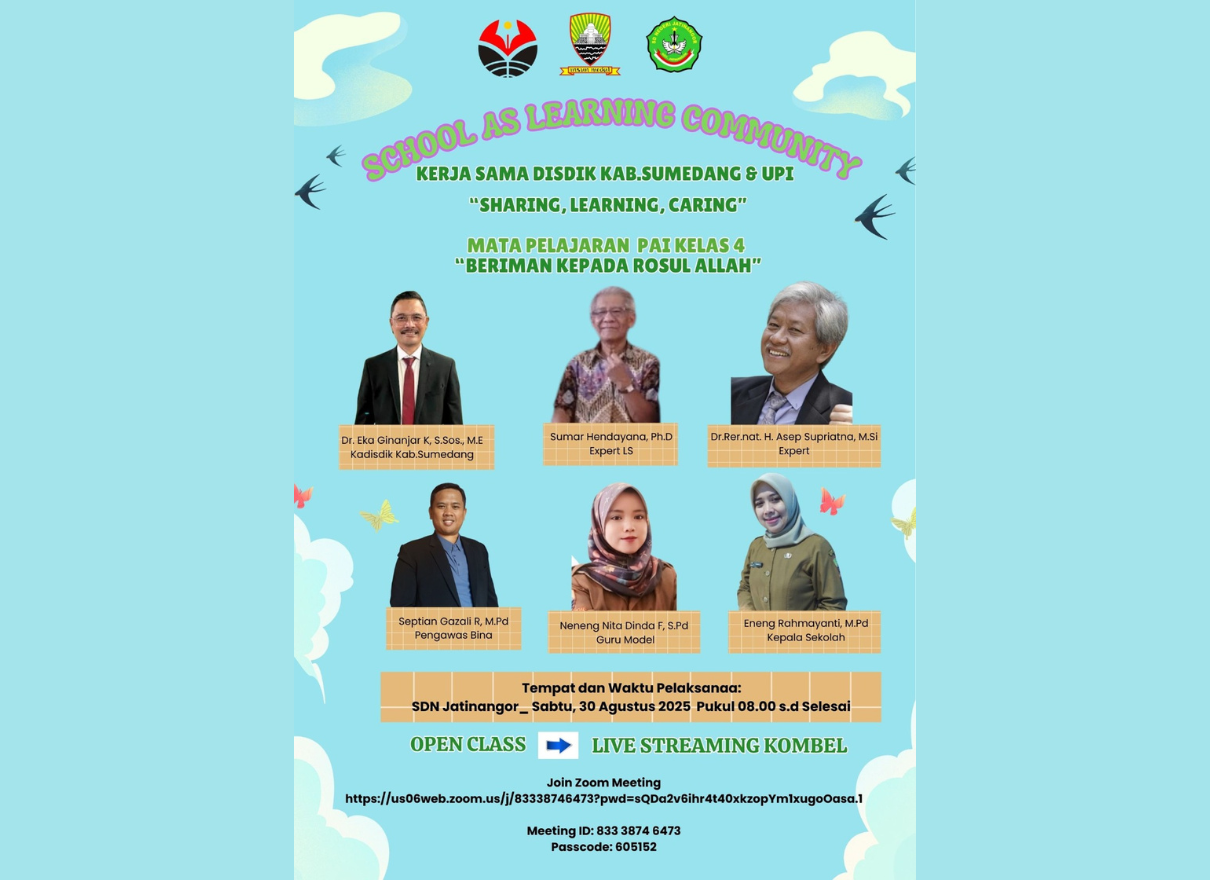 SCHOOL AS LEARNING COMMUNITY
KERJA SAMA DISDIK KAB.SUMEDANG & UPI
“SHARING, LEARNING, CARING”
MATA PELAJARAN PAI KELAS 4
“BERIMAN KEPADA ROSUL ALLAH”
Dr. Eka Ginanjar K, S.Sos., M.E
Kadisdik Kab.Sumedang
Sumar Hendayana, Ph.D
Expert LS
Dr.Rer.nat. H. Asep Supriatna, M.Si
Expert
Septian Gazali R, M.Pd
Pengawas Bina
Neneng Nita Dinda F, S.Pd
Guru Model
Eneng Rahmayanti, M.Pd
Kepala Sekolah
Tempat dan Waktu Pelaksanaa:
SDN Jatinangor_ Sabtu, 30 Agustus 2025 Pukul 08.00 s.d Selesai
OPEN CLASS LIVE STREAMING KOMBEL
Join Zoom Meeting
https://us06web.zoom.us/j/83338746473?pwd=sQDa2v6ihr4t40xkzopYm1xugoOasa.1
Meeting ID: 833 3874 6473
Passcode: 605152